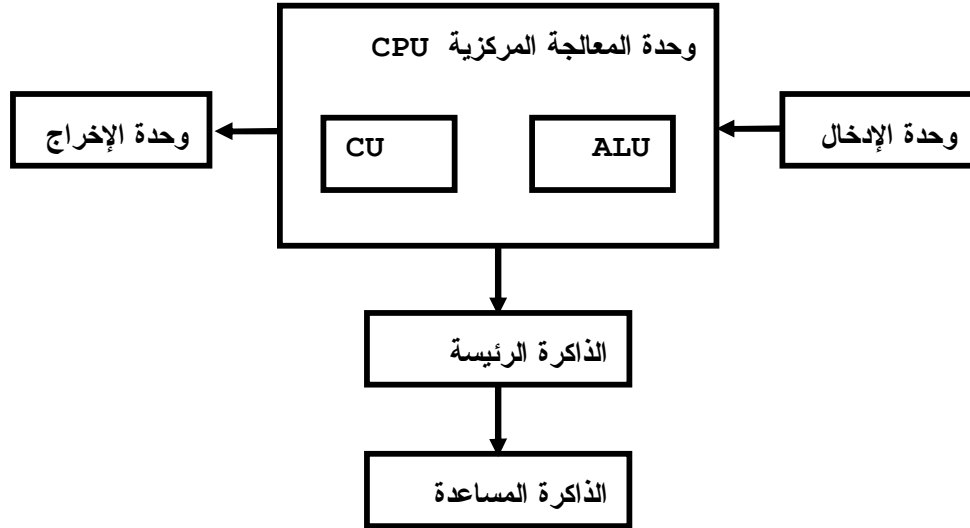 وحدة المعالجة المركزية CPU
وحدة الإدخال
ALU
CU
وحدة الإخراج
الذاكرة الرئيسة
الذاكرة المساعدة